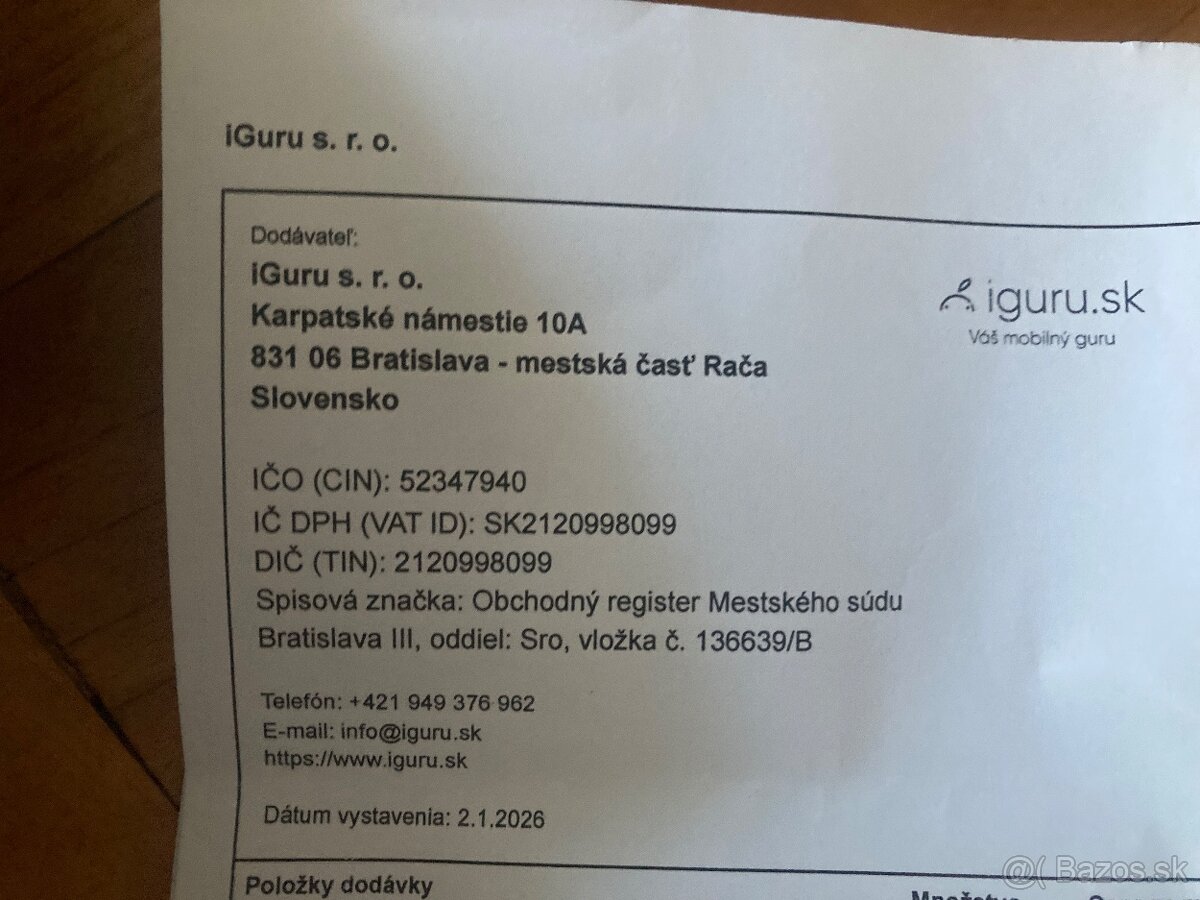 iGuru s. r. o.
Dodávateľ:
iGuru s. r. o.
Karpatské námestie 10A
831 06 Bratislava - mestská časť Rača
Slovensko
iguru.sk
Váš mobilný guru
IČO (CIN): 52347940
IČ DPH (VAT ID): SK2120998099
DIČ (TIN): 2120998099
Spisová značka: Obchodný register Mestského súdu
Bratislava III, oddiel: Sro, vložka č. 136639/B
Telefón: +421 949 376 962
E-mail: info@iguru.sk
https://www.iguru.sk
Dátum vystavenia: 2.1.2026
Položky dodávky
Množstvo
@( Bazos.sk